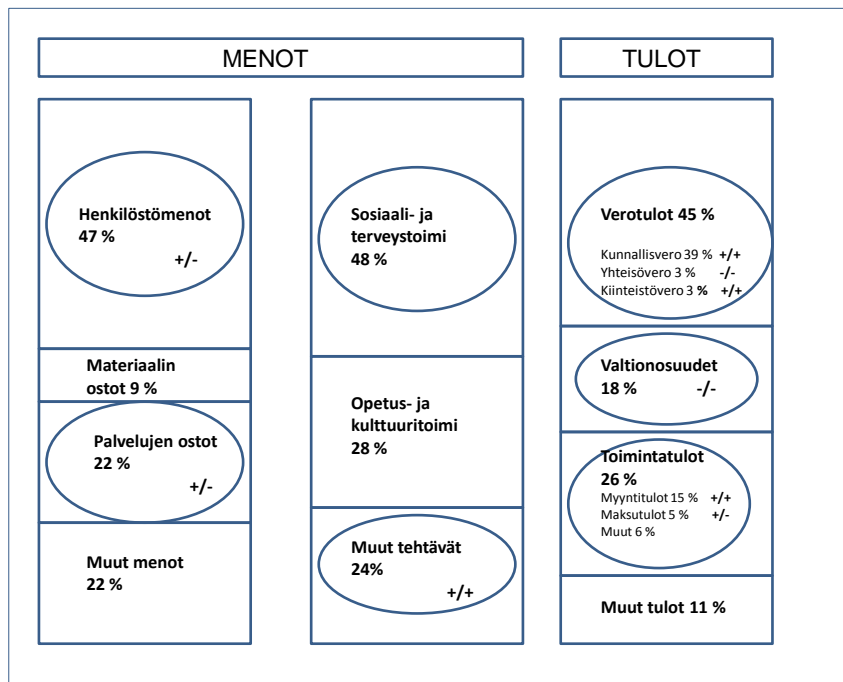 MENOT
Henkilöstömenot
47 %
+/-
Materiaalin
ostot 9 %
Palvelujen ostot
22 %
+/-
Muut menot
22 %
Sosiaali- ja
terveystoimi
48 %
Opetus- ja
kulttuuritoimi
28 %
Muut tehtävät
24%
+/+
TULOT
Verotulot 45 %
Kunnallisvero 39 % +/+
Yhteisövero 3 % -/-
Kiinteistövero 3 % +/+
Valtionosuudet
18 % -/-
Toimintatulot
26 %
Myyntitulot 15 % +/+
Maksutulot 5 % +/-
Muut 6 %
Muut tulot 11 %